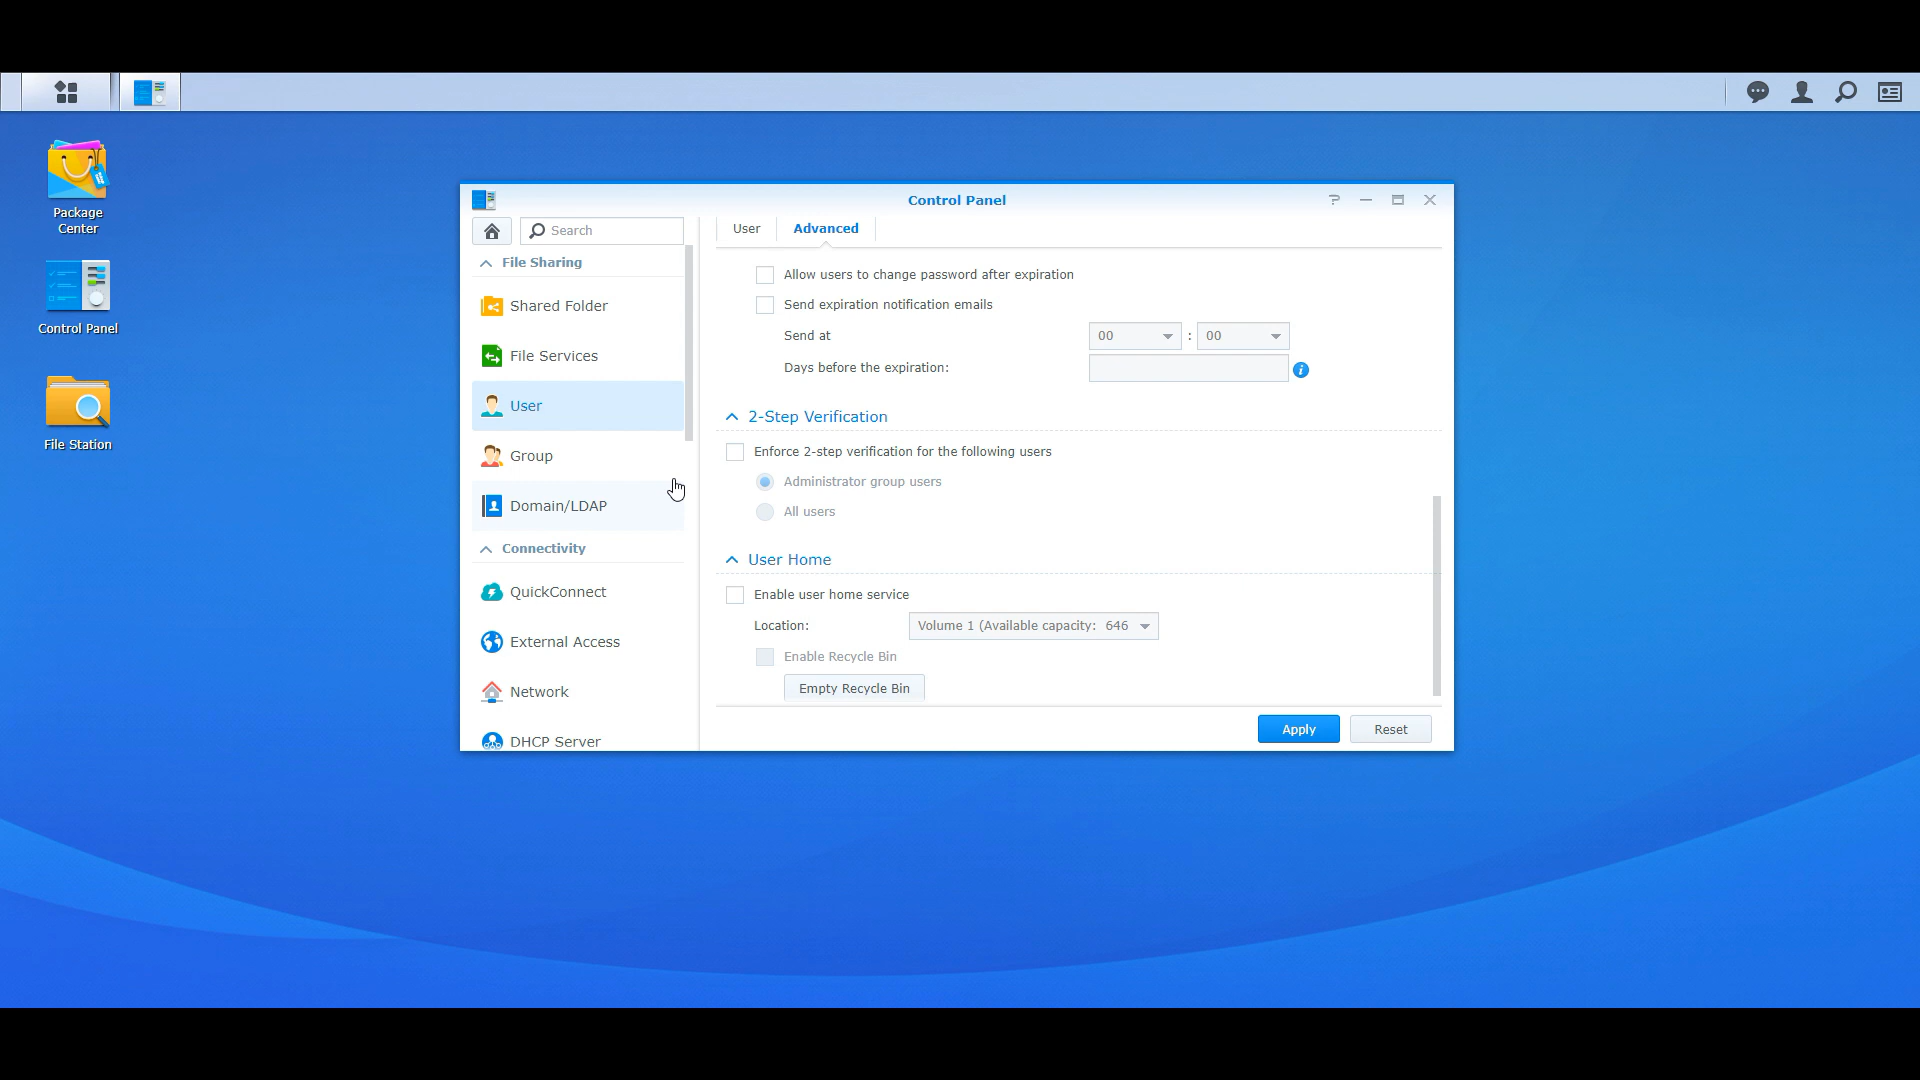 Package
Center
Control Panel
File Station
Control Panel
Search
File Sharing
Shared Folder
File Services
User
Group
Domain/LDAP
Connectivity
QuickConnect
External Access
Network
DHCP Server
User
Advanced
Allow users to change password after expiration
Send expiration notification emails
Send at
00
:
00
Days before the expiration:
2-Step Verification
Enforce 2-step verification for the following users
Administrator group users
All users
User Home
Enable user home service
Location:
Volume 1 (Available capacity: 646
Enable Recycle Bin
Empty Recycle Bin
Apply
Reset